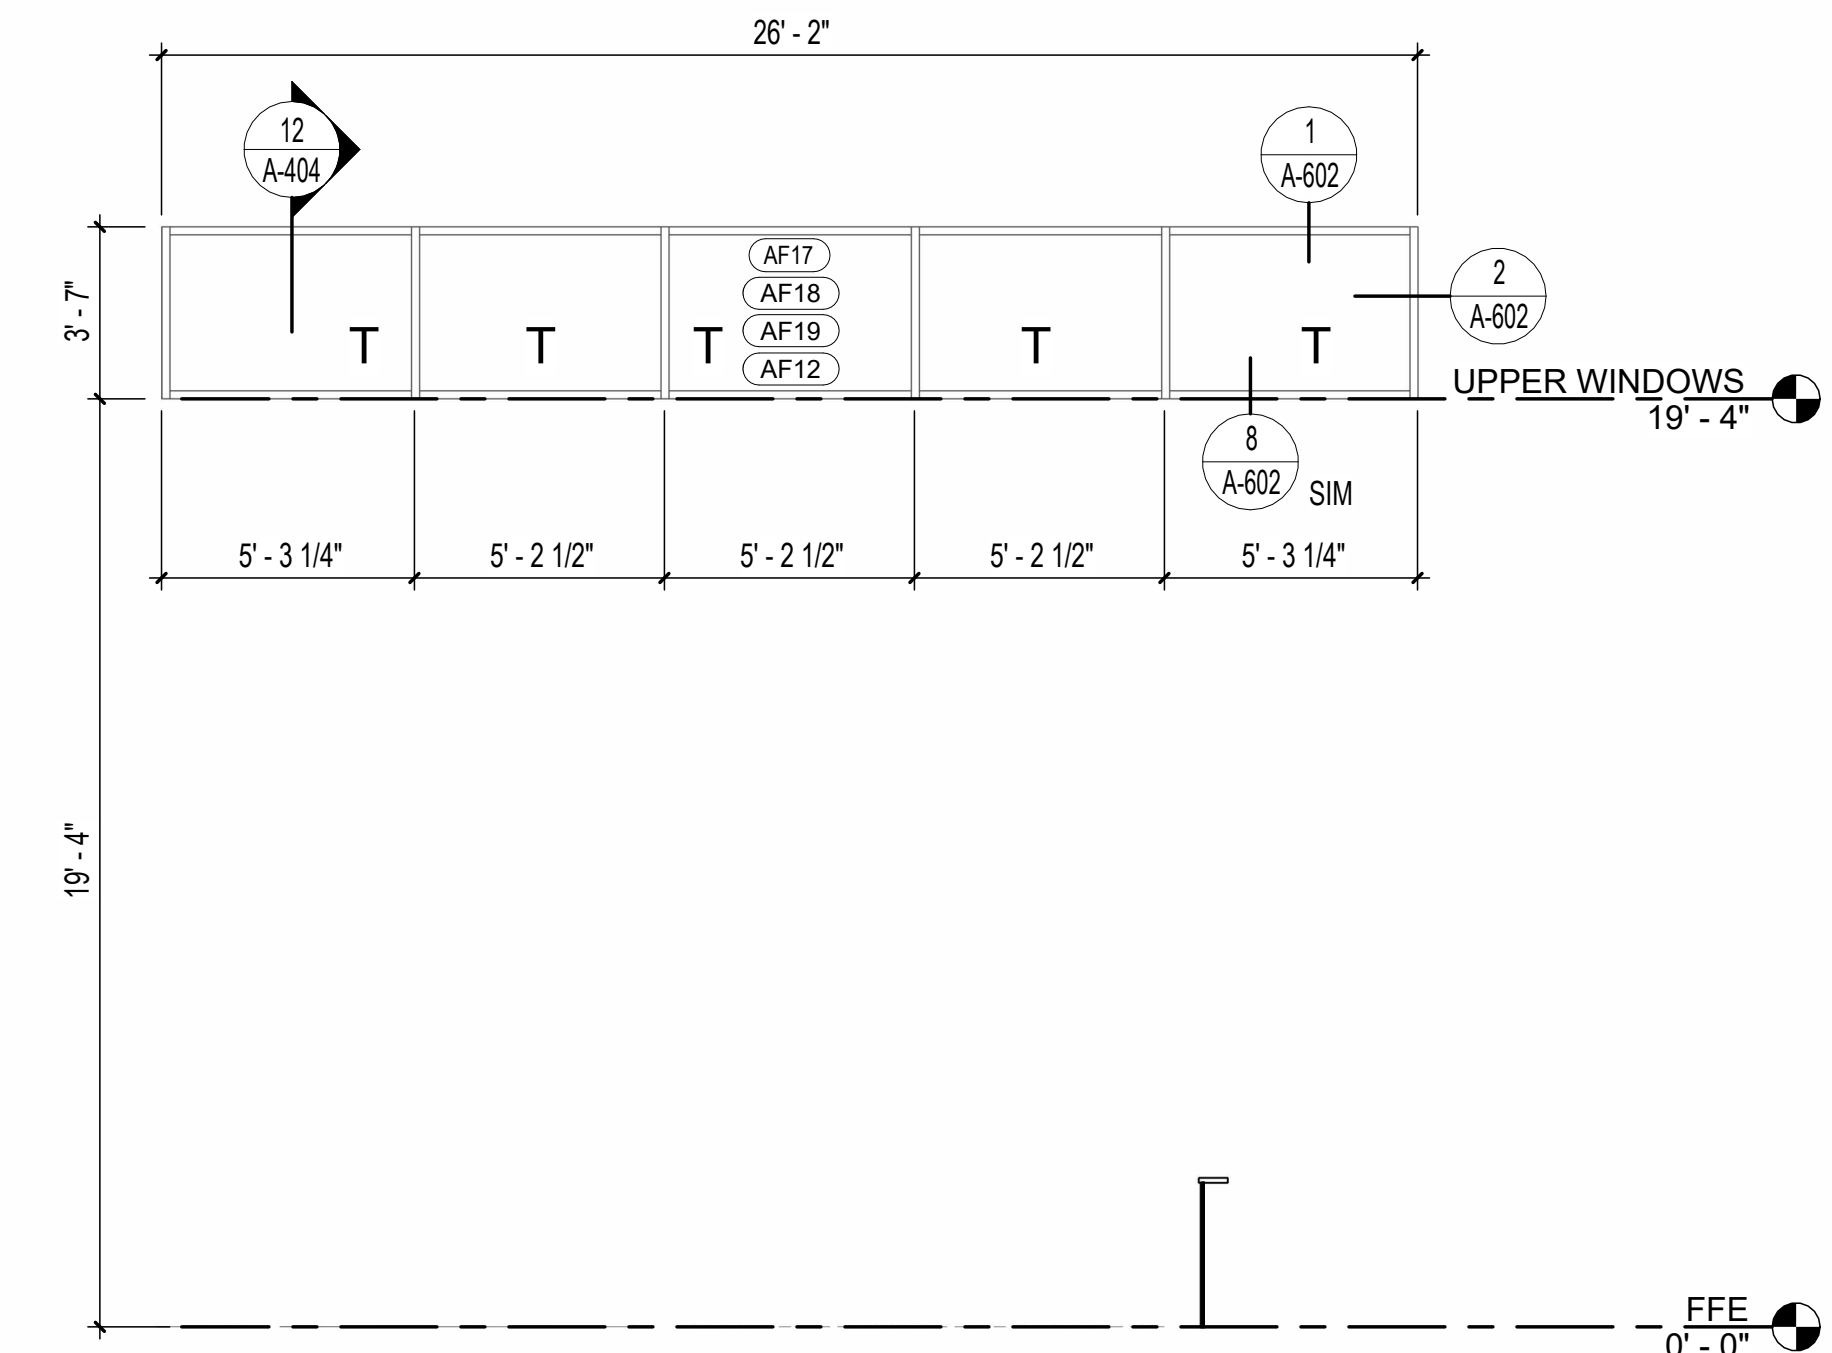 26' - 2"
12
A-404
1
A-602
AF17
AF18
AF19
AF12
2
A-602
3' - 7"
T
T
T
T
T
UPPER WINDOWS
19' - 4"
8
A-602
SIM
5' - 3 1/4"
5' - 2 1/2"
5' - 2 1/2"
5' - 2 1/2"
5' - 3 1/4"
19' - 4"
FFE
0' - 0"